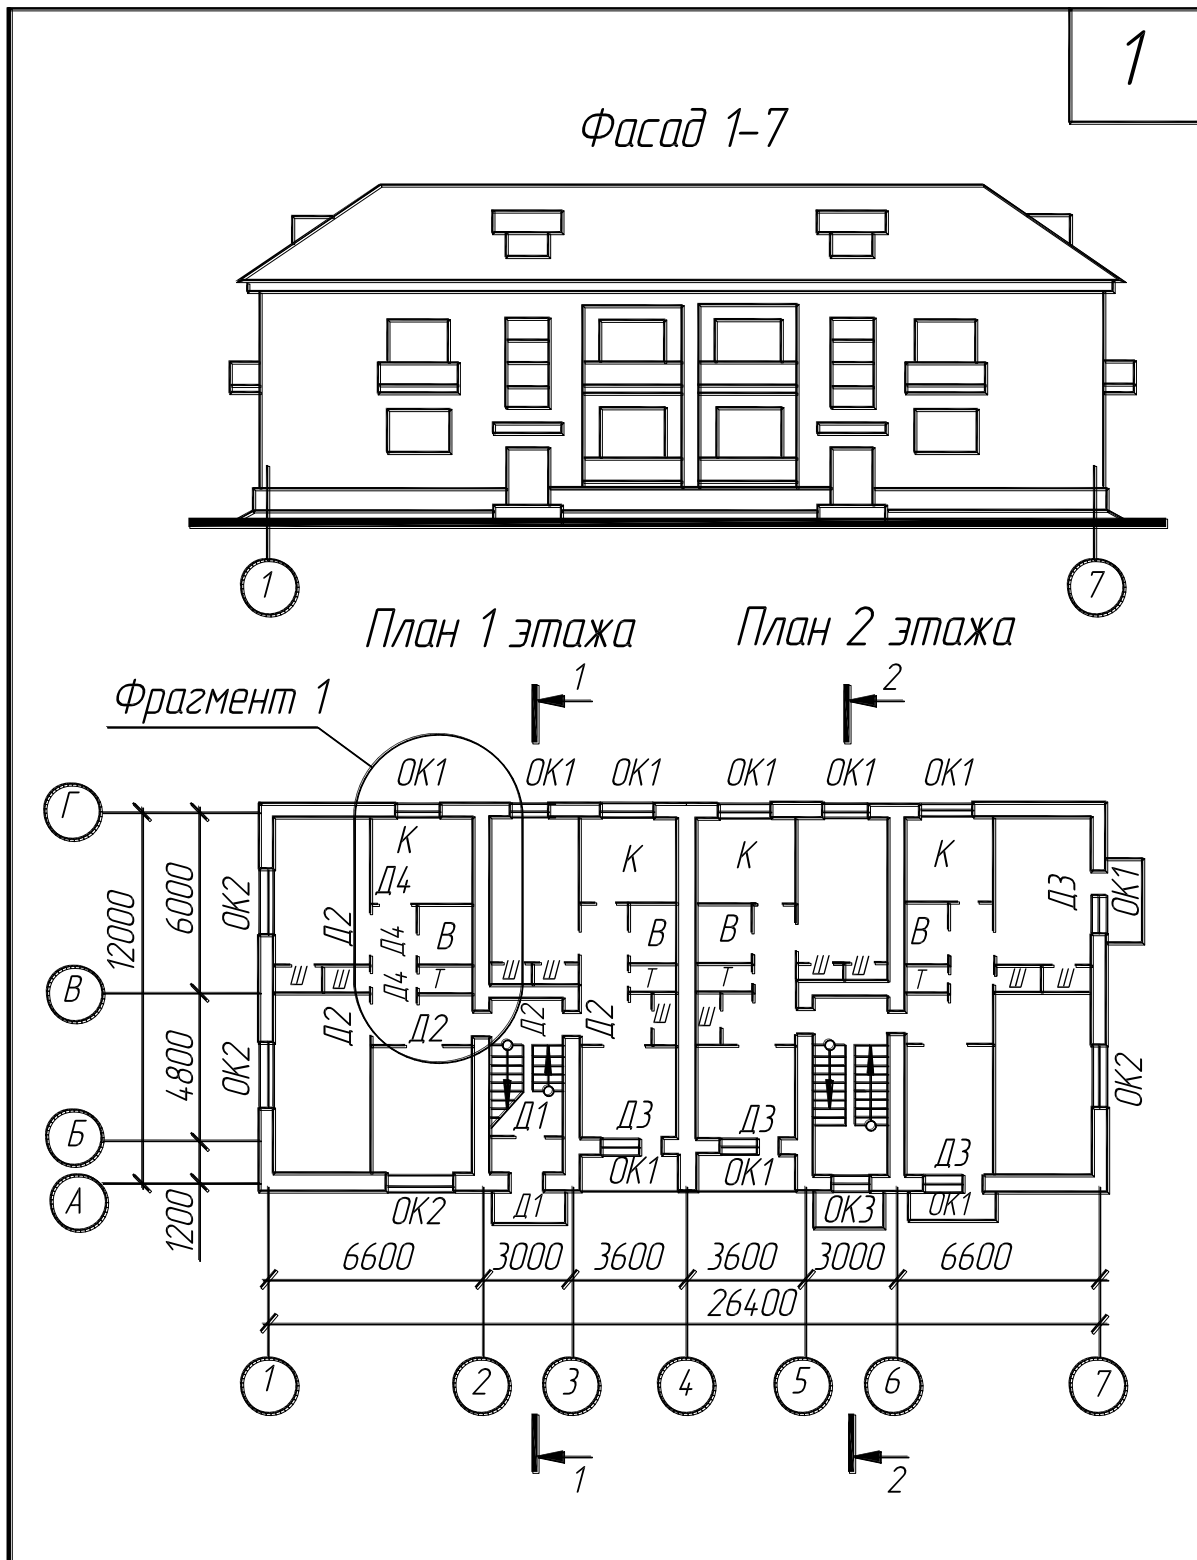 1
Фасад 1-7
1 7
План 1 этажа План 2 этажа
1 2
Фрагмент 1
ОК1 ОК1 ОК1 ОК1 ОК1 ОК1
Г
К К К К
Д4
12000 6000 ОК2 Д2 Д4 В В В В Д3 ОК1
Ш Ш Д4 Т Ш Ш Т Т Ш Ш Т Ш Ш
В
Д2 Д2 Д2 Д2 Ш Ш
4800 ОК2 ОК2
Д1 Д3 Д3
Б
Д3
ОК1 ОК1
А
1200 ОК2 Д1 ОК3 ОК1
6600 3000 3600 3600 3000 6600
26400
1 2 3 4 5 6 7
1 2